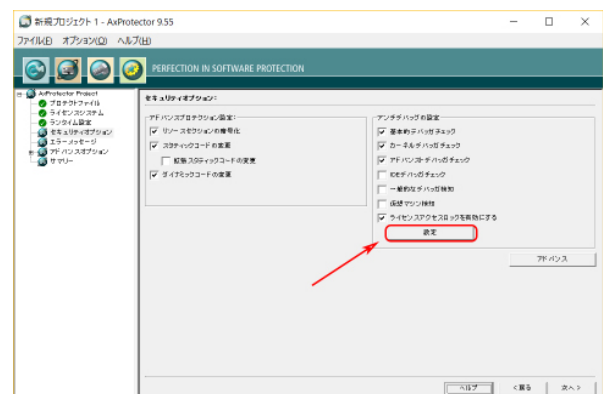 新規プロジェクト 1 - AxProtector 9.55
ファイル(F) オプション(O) ヘルプ(H)
PERFECTION IN SOFTWARE PROTECTION
AxProtector Project
プロテクトファイル
ライセンスシステム
ランタイム設定
セキュリティオプション
エラーメッセージ
アドバンスオプション
サマリー
セキュリティオプション:
アドバンスプロテクション設定:
リソースセクションの暗号化
スタティックコードの変更
拡張スタティックコードの変更
ダイナミックコードの変更
アンチデバッグの設定
基本的デバッガチェック
カーネルデバッガチェック
アドバンストデバッガチェック
IDEデバッガチェック
一般的なデバッガ検知
仮想マシン検知
ライセンスアクセスロックを有効にする
設定
アドバンス
ヘルプ
< 戻る
次へ >